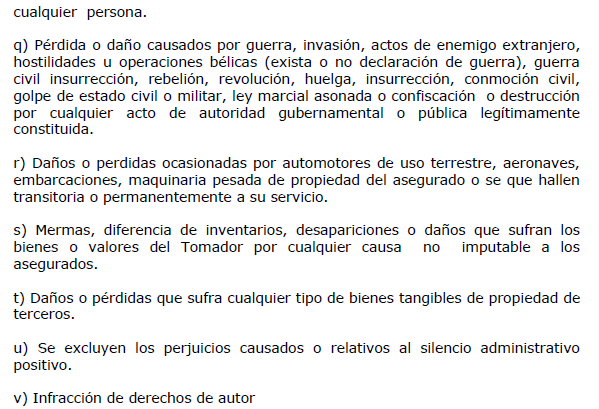 cualquier persona.
q) Pérdida o daño causados por guerra, invasión, actos de enemigo extranjero,
hostilidades u operaciones bélicas (exista o no declaración de guerra), guerra
civil insurrección, rebelión, revolución, huelga, insurrección, conmoción civil,
golpe de estado civil o militar, ley marcial asonada o confiscación o destrucción
por cualquier acto de autoridad gubernamental o pública legítimamente
constituida.
r) Daños o perdidas ocasionadas por automotores de uso terrestre, aeronaves,
embarcaciones, maquinaria pesada de propiedad del asegurado o se que hallen
transitoria o permanentemente a su servicio.
s) Mermas, diferencia de inventarios, desapariciones o daños que sufran los
bienes o valores del Tomador por cualquier causa no imputable a los
asegurados.
t) Daños o pérdidas que sufra cualquier tipo de bienes tangibles de propiedad de
terceros.
u) Se excluyen los perjuicios causados o relativos al silencio administrativo
positivo.
v) Infracción de derechos de autor